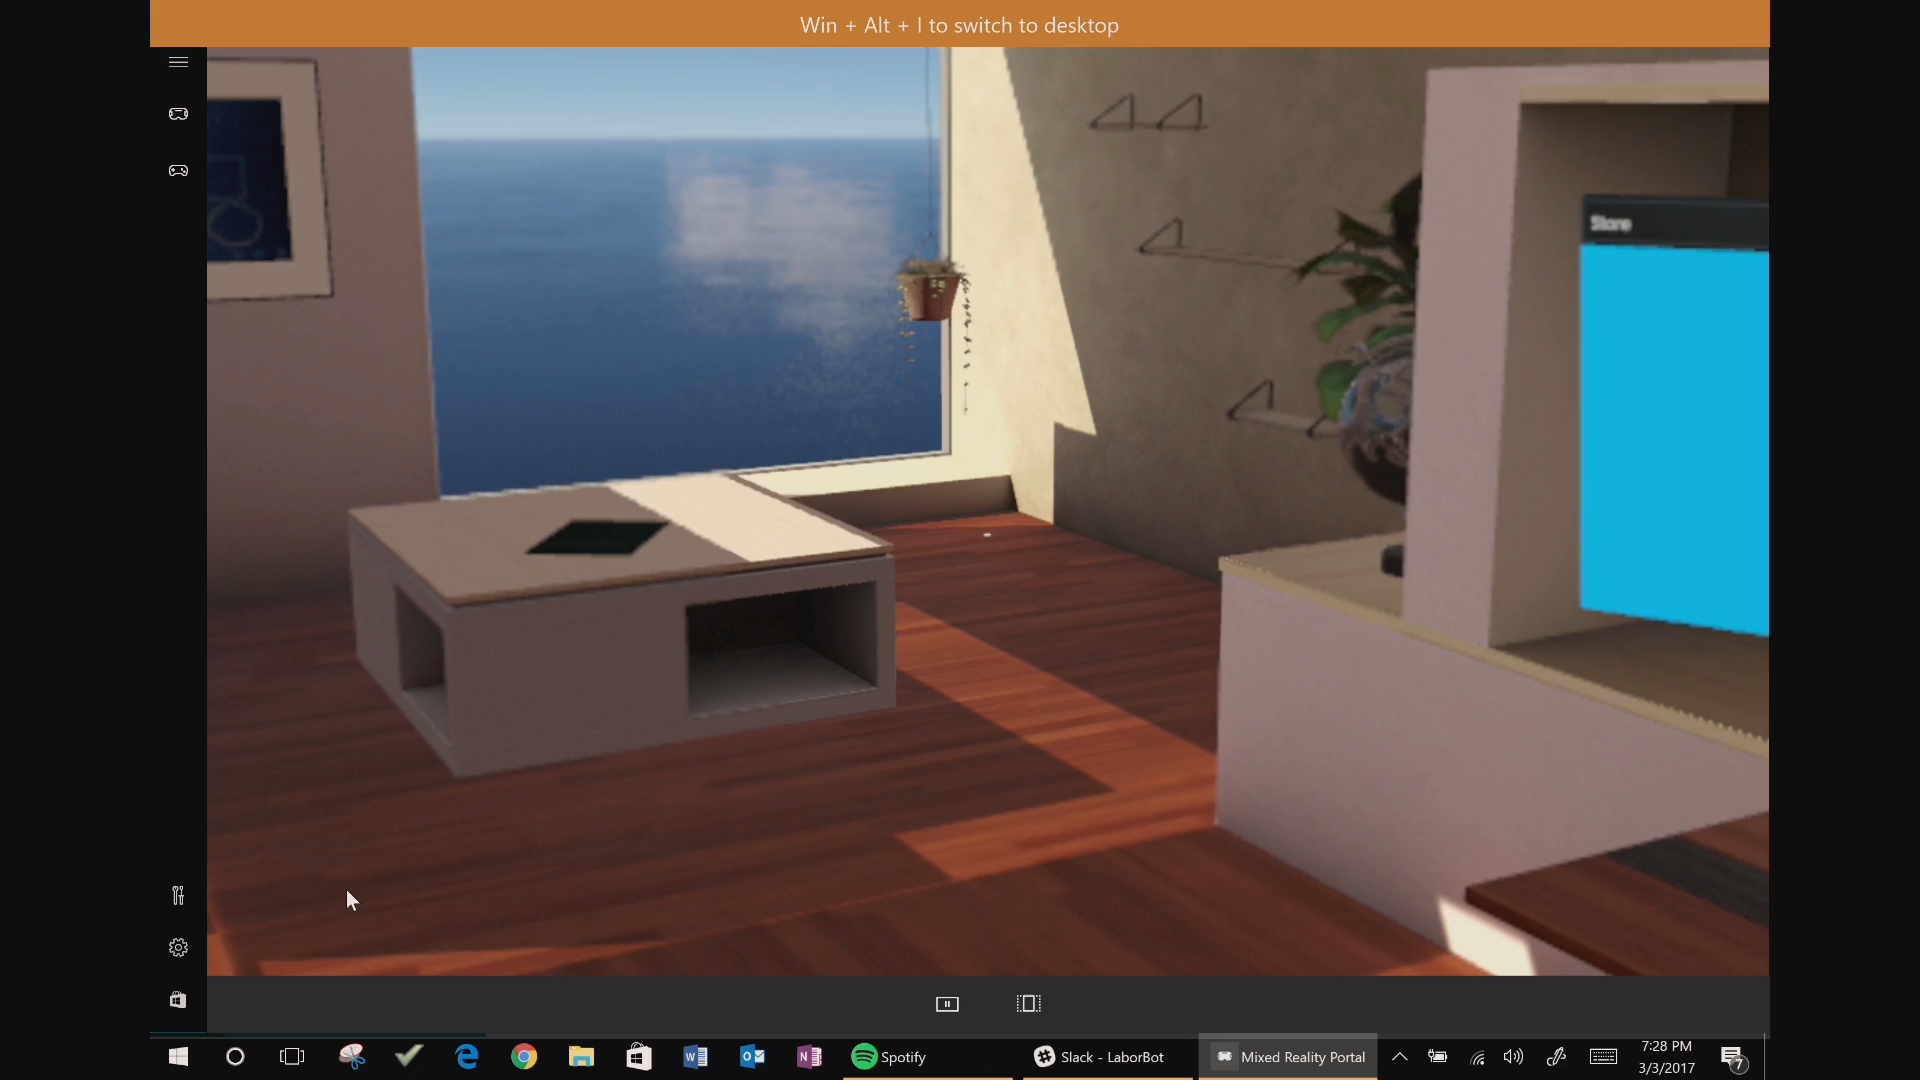 Win + Alt + I to switch to desktop
Store
Spotify
Slack - LaborBot
Mixed Reality Portal
7:28 PM
3/3/2017
7